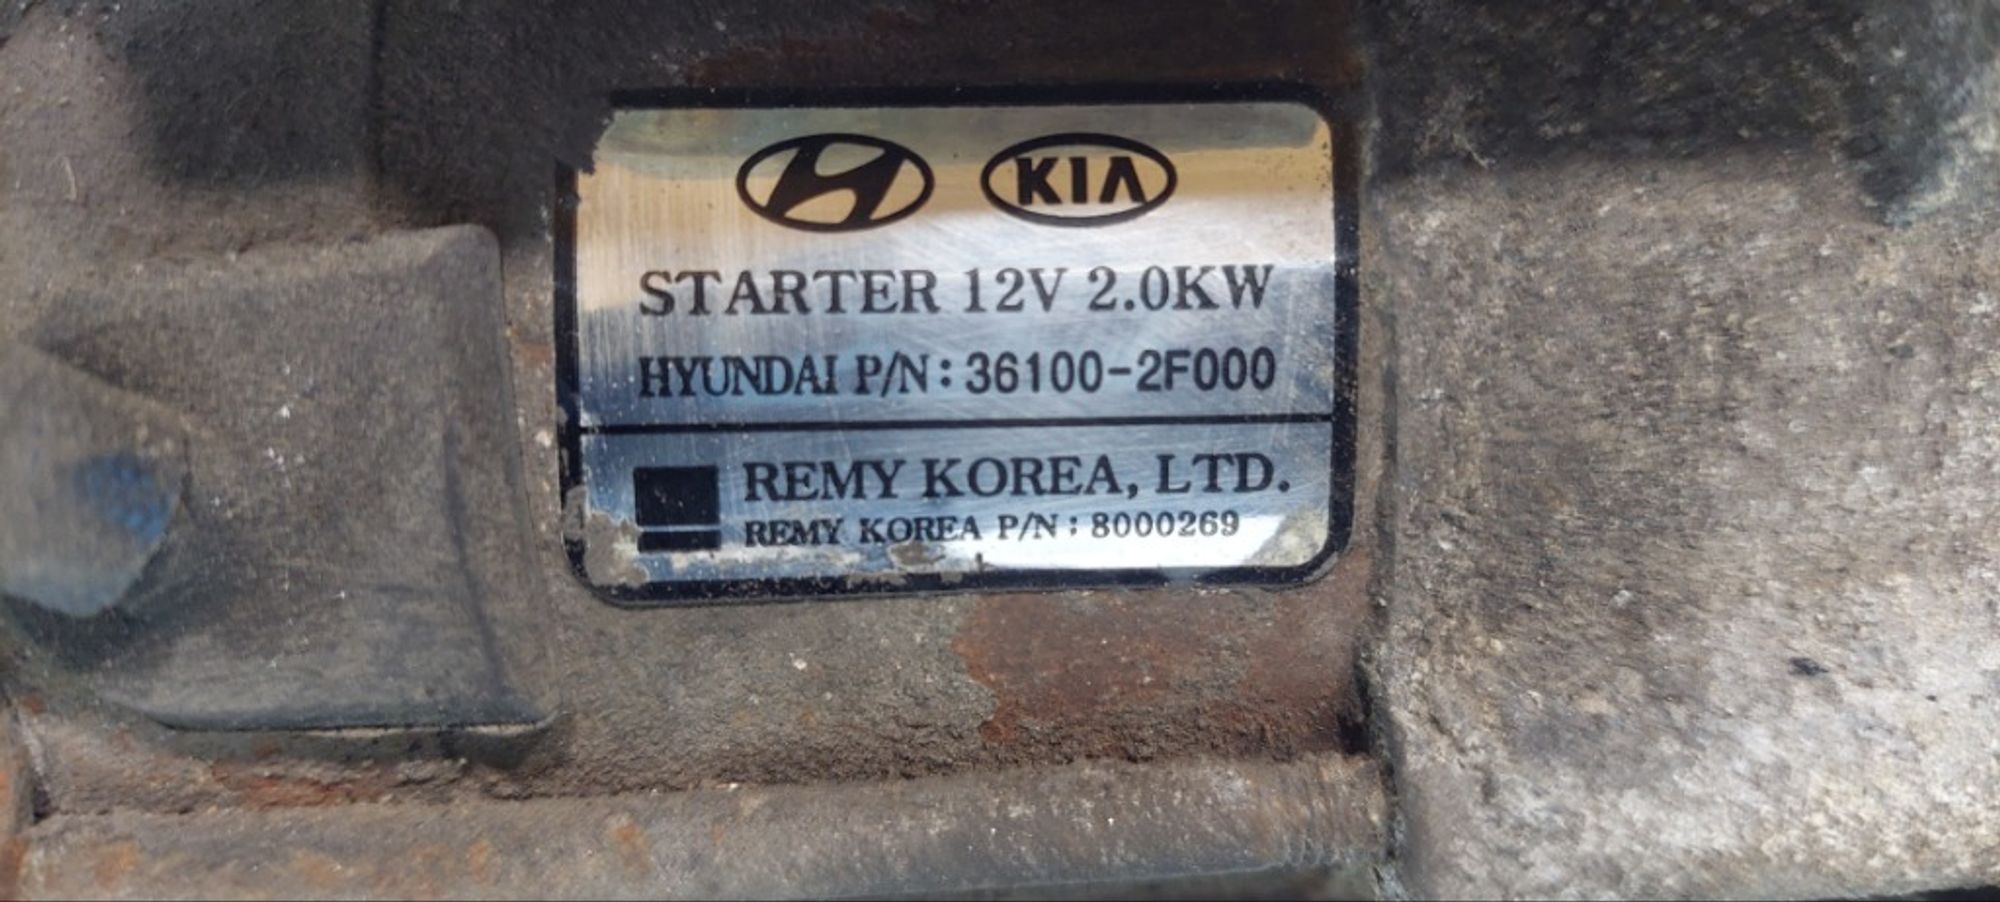 KIA
STARTER 12V 2.0KW
HYUNDAI P/N: 36100-2F000
REMY KOREA, LTD.
REMY KOREA P/N : 8000269